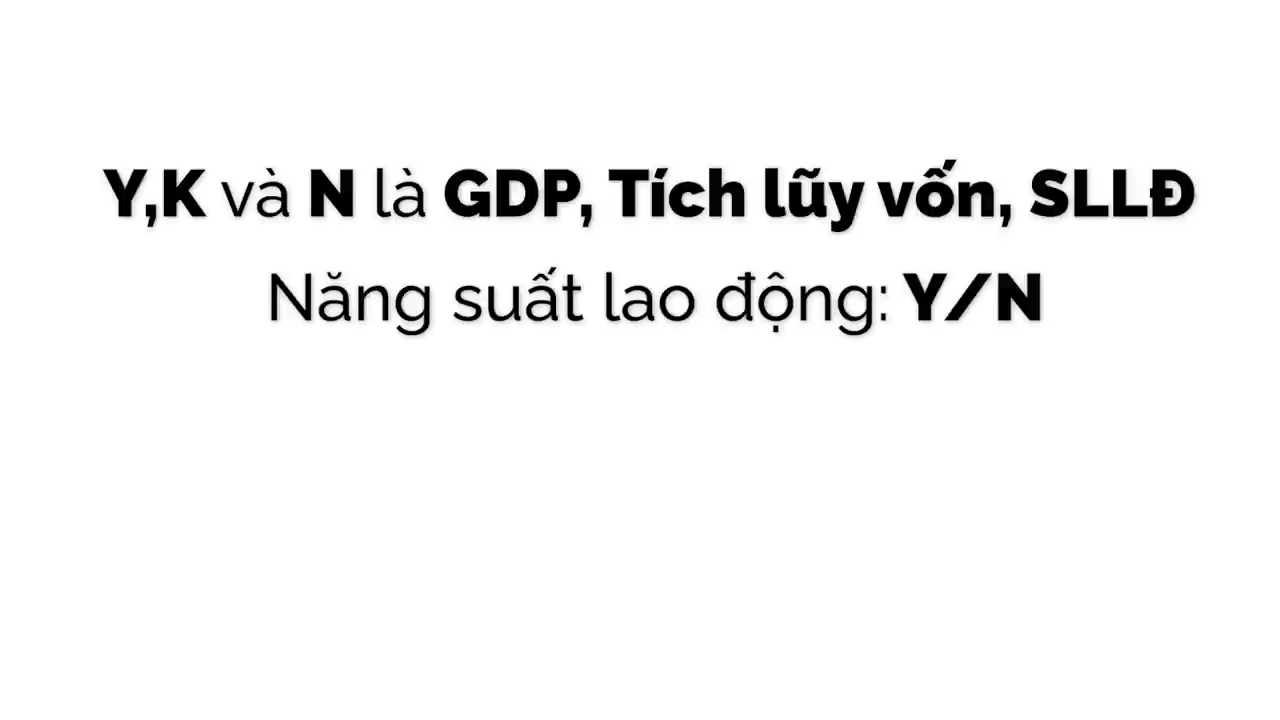 Y,K và N là GDP, Tích lũy vốn, SLLĐ
Năng suất lao động: Y/N